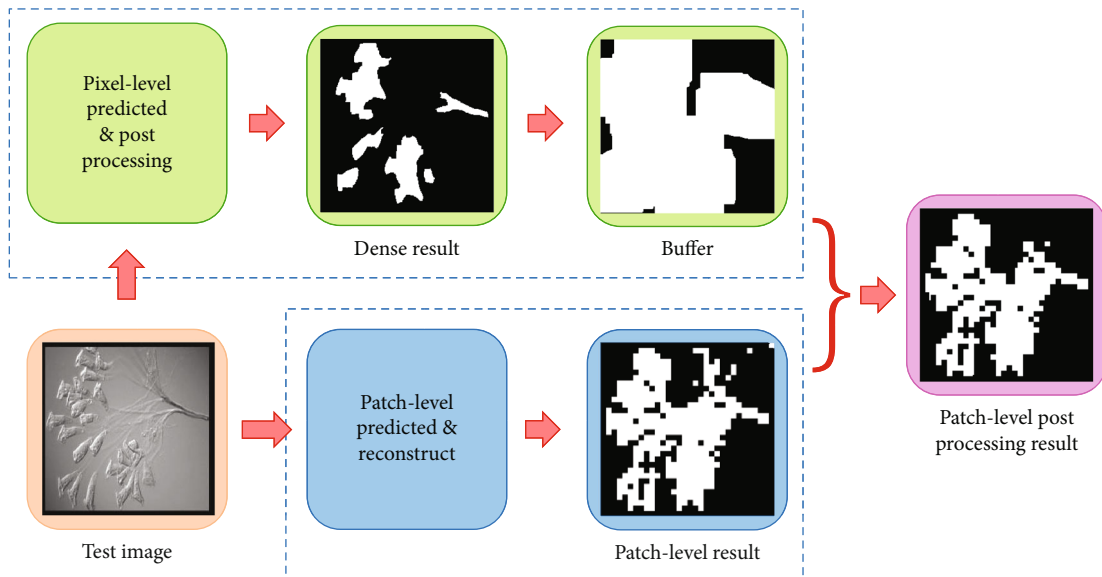 Pixel-level
predicted
& post
processing
Dense result
Buffer
Test image
Patch-level
predicted &
reconstruct
Patch-level result
Patch-level post
processing result